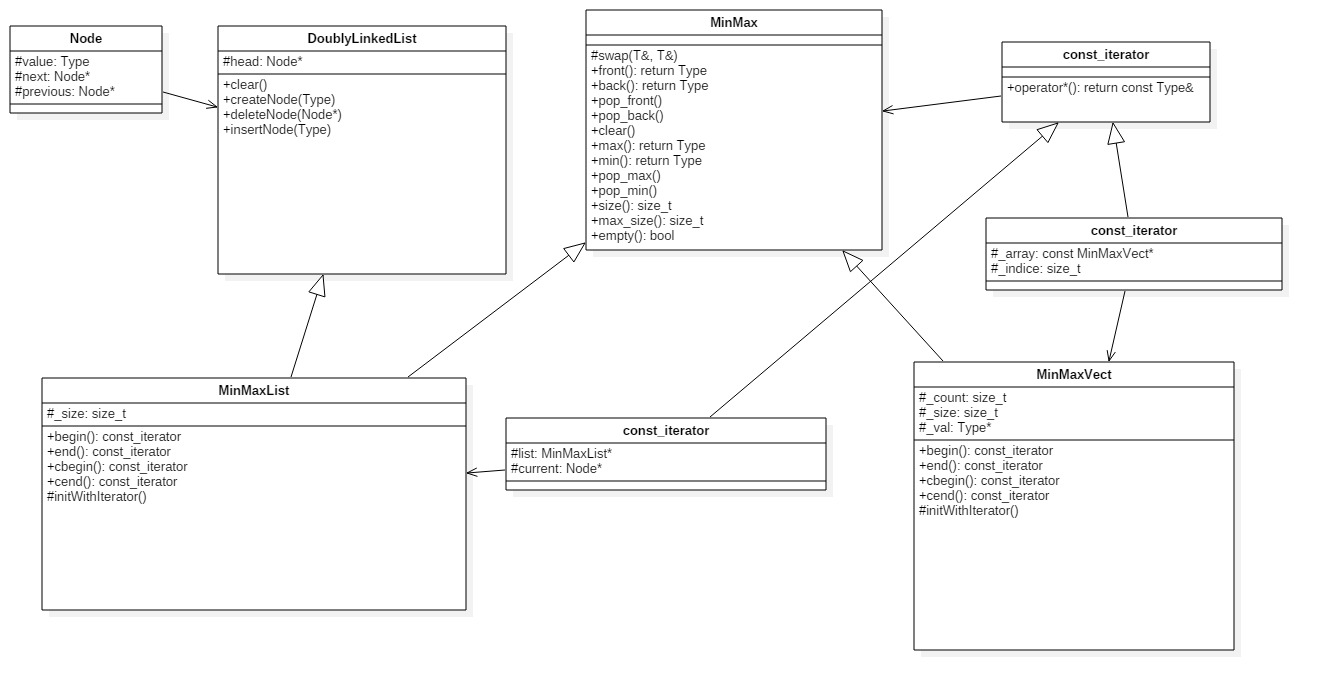 Node
#value: Type
#next: Node*
#previous: Node*
DoublyLinkedList
#head: Node*
+clear()
+createNode(Type)
+deleteNode(Node*)
+insertNode(Type)
MinMax
#swap(T&, T&)
+front(): return Type
+back(): return Type
+pop_front()
+pop_back()
+clear()
+max(): return Type
+min(): return Type
+pop_max()
+pop_min()
+size(): size_t
+max_size(): size_t
+empty(): bool
const_iterator
+operator*(): return const Type&
const_iterator
#_array: const MinMaxVect*
#_indice: size_t
MinMaxList
#_size: size_t
+begin(): const_iterator
+end(): const_iterator
+cbegin(): const_iterator
+cend(): const_iterator
#initWithIterator()
const_iterator
#list: MinMaxList*
#current: Node*
MinMaxVect
#_count: size_t
#_size: size_t
#_val: Type*
+begin(): const_iterator
+end(): const_iterator
+cbegin(): const_iterator
+cend(): const_iterator
#initWithIterator()